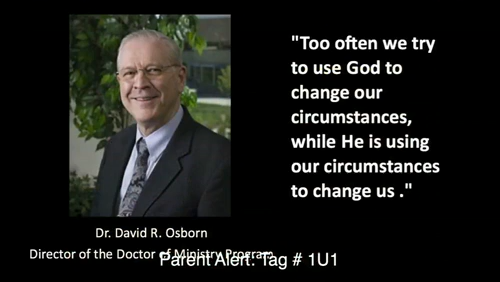 "Too often we try
to use God to
change our
circumstances,
while He is using
our circumstances
to change us ."
Dr. David R. Osborn
Director of the Doctor of Ministry Program
Parent Alert: Tag # 1U1